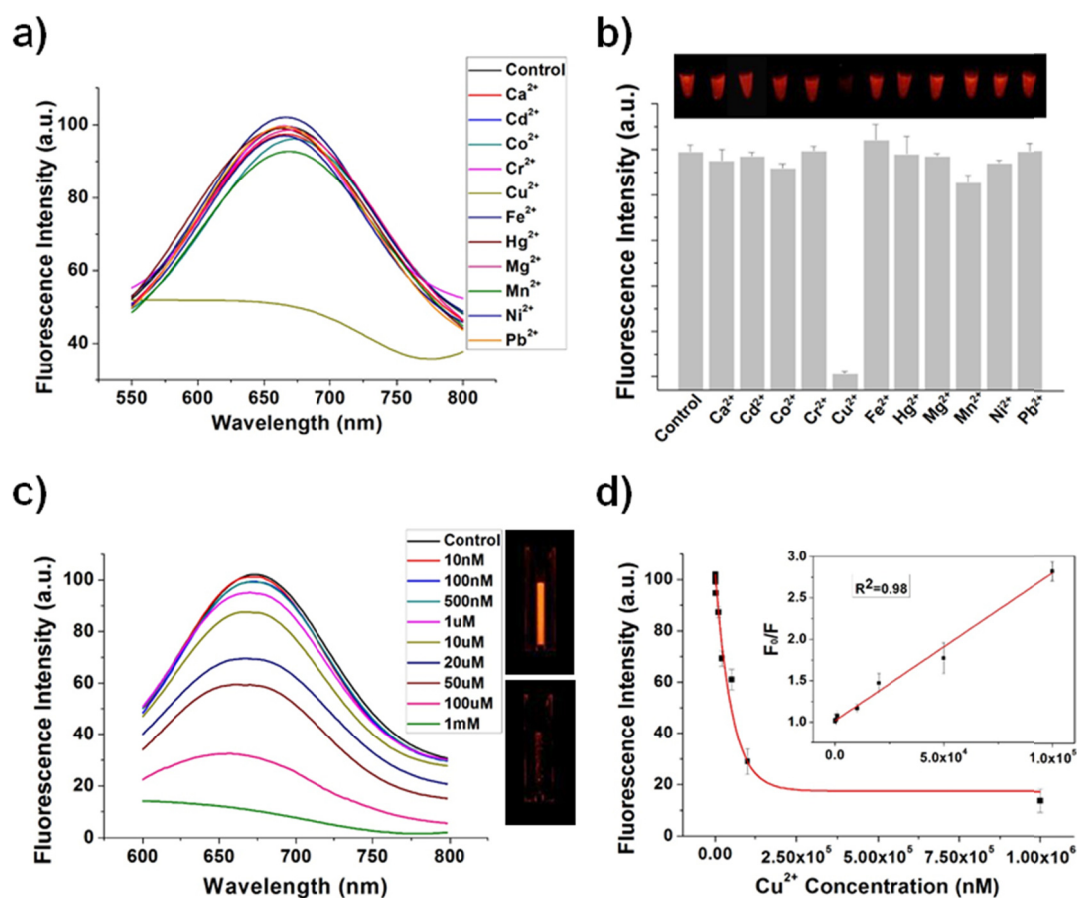 a)
Fluorescence Intensity (a.u.)
100
80
60
40
550 600 650 700 750 800
Wavelength (nm)
Control
Ca²⁺
Cd²⁺
Co²⁺
Cr²⁺
Cu²⁺
Fe²⁺
Hg²⁺
Mg²⁺
Mn²⁺
Ni²⁺
Pb²⁺
b)
Fluorescence Intensity (a.u.)
Control Ca²⁺ Cd²⁺ Co²⁺ Cr²⁺ Cu²⁺ Fe²⁺ Hg²⁺ Mg²⁺ Mn²⁺ Ni²⁺ Pb²⁺
c)
Fluorescence Intensity (a.u.)
100
80
60
40
20
0
600 650 700 750 800
Wavelength (nm)
Control
10nM
100nM
500nM
1uM
10uM
20uM
50uM
100uM
1mM
d)
Fluorescence Intensity (a.u.)
100
80
60
40
20
0
0.00 2.50x10⁵ 5.00x10⁵ 7.50x10⁵ 1.00x10⁶
Cu²⁺ Concentration (nM)
F₀/F
3.0
2.5
2.0
1.5
1.0
R²=0.98
0.0 5.0x10⁴ 1.0x10⁵